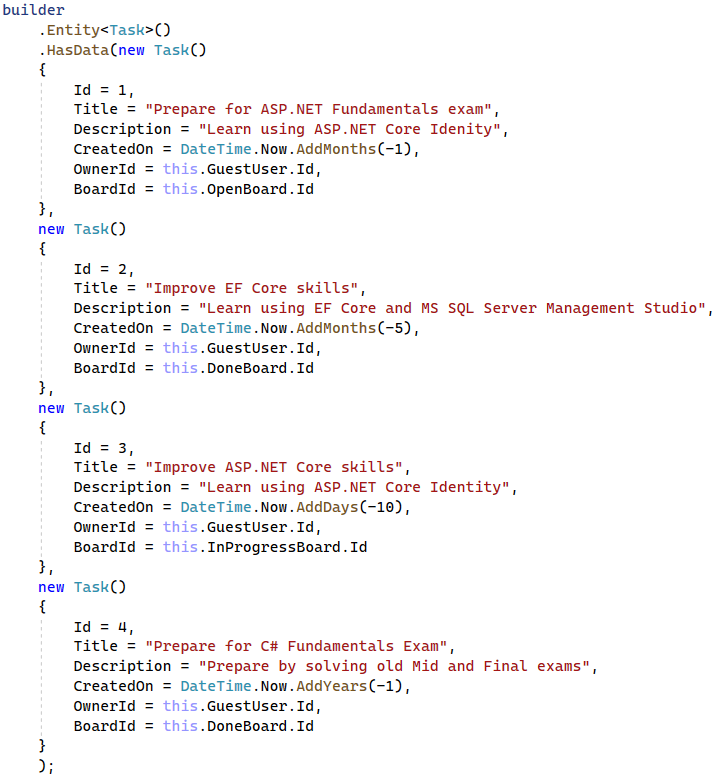 builder
    .Entity<Task>()
    .HasData(new Task()
    {
        Id = 1,
        Title = "Prepare for ASP.NET Fundamentals exam",
        Description = "Learn using ASP.NET Core Idenity",
        CreatedOn = DateTime.Now.AddMonths(-1),
        OwnerId = this.GuestUser.Id,
        BoardId = this.OpenBoard.Id
    },
    new Task()
    {
        Id = 2,
        Title = "Improve EF Core skills",
        Description = "Learn using EF Core and MS SQL Server Management Studio",
        CreatedOn = DateTime.Now.AddMonths(-5),
        OwnerId = this.GuestUser.Id,
        BoardId = this.DoneBoard.Id
    },
    new Task()
    {
        Id = 3,
        Title = "Improve ASP.NET Core skills",
        Description = "Learn using ASP.NET Core Identity",
        CreatedOn = DateTime.Now.AddDays(-10),
        OwnerId = this.GuestUser.Id,
        BoardId = this.InProgressBoard.Id
    },
    new Task()
    {
        Id = 4,
        Title = "Prepare for C# Fundamentals Exam",
        Description = "Prepare by solving old Mid and Final exams",
        CreatedOn = DateTime.Now.AddYears(-1),
        OwnerId = this.GuestUser.Id,
        BoardId = this.DoneBoard.Id
    }
    );